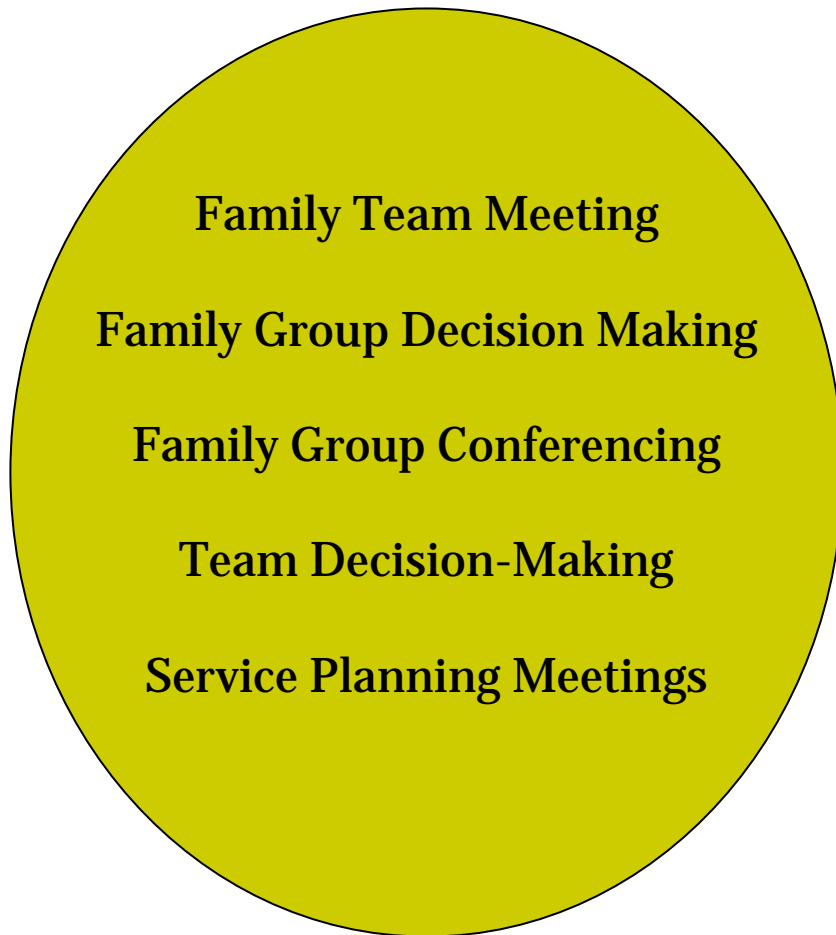 Family Team Meeting
Family Group Decision Making
Family Group Conferencing
Team Decision-Making
Service Planning Meetings